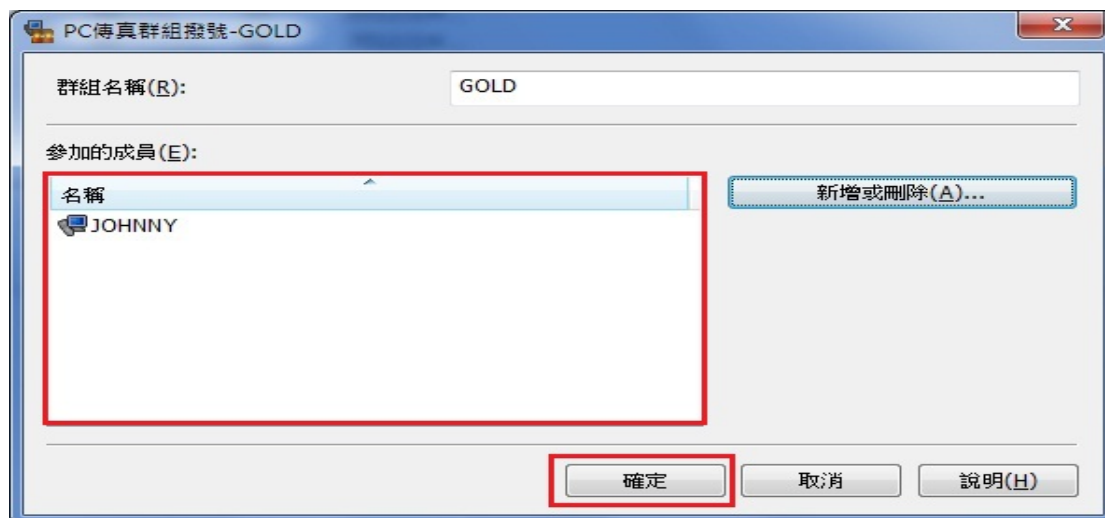 PC傳真群組撥號-GOLD
群組名稱(R):
GOLD
參加的成員(E):
名稱
新增或刪除(A)...
JOHNNY
確定
取消
說明(H)